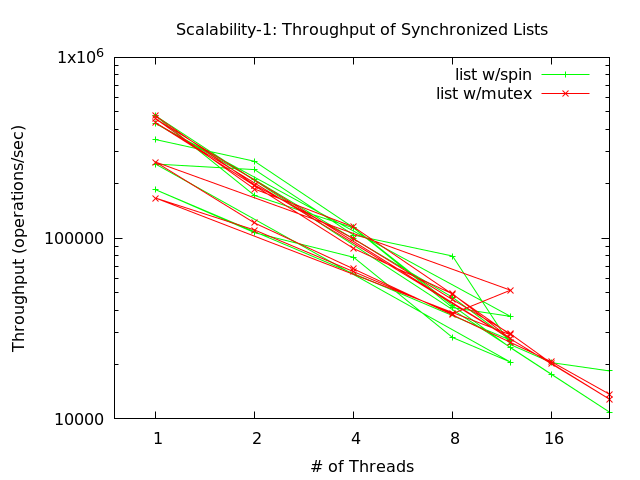 Scalability-1: Throughput of Synchronized Lists
1x10^6
list w/spin
list w/mutex
Throughput (operations/sec)
100000
10000
1 2 4 8 16
# of Threads